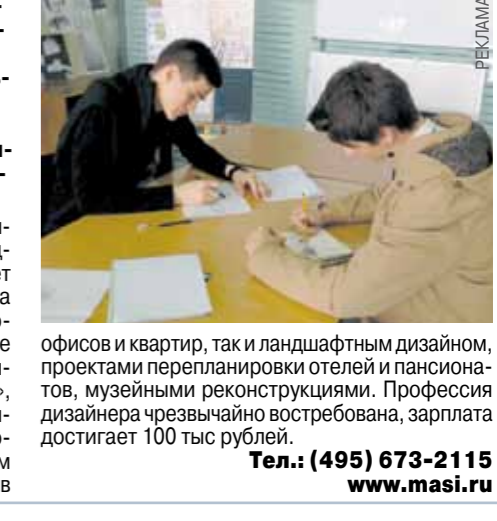 РЕКЛАМА
офисов и квартир, так и ландшафтным дизайном,
проектами перепланировки отелей и пансиона-
тов, музейными реконструкциями. Профессия
дизайнера чрезвычайно востребована, зарплата
достигает 100 тыс рублей.
Тел.: (495) 673-2115
www.masi.ru